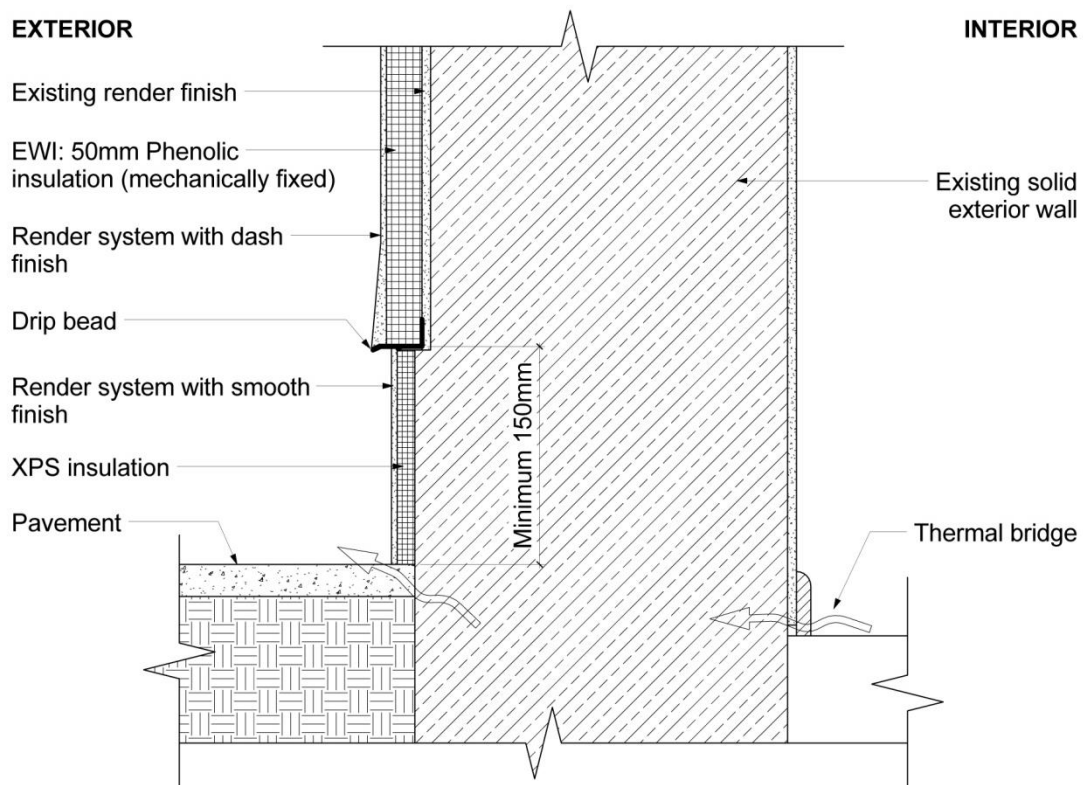 EXTERIOR
INTERIOR
Existing render finish
EWI: 50mm Phenolic
insulation (mechanically fixed)
Existing solid
exterior wall
Render system with dash
finish
Drip bead
Render system with smooth
finish
Minimum 150mm
XPS insulation
Pavement
Thermal bridge